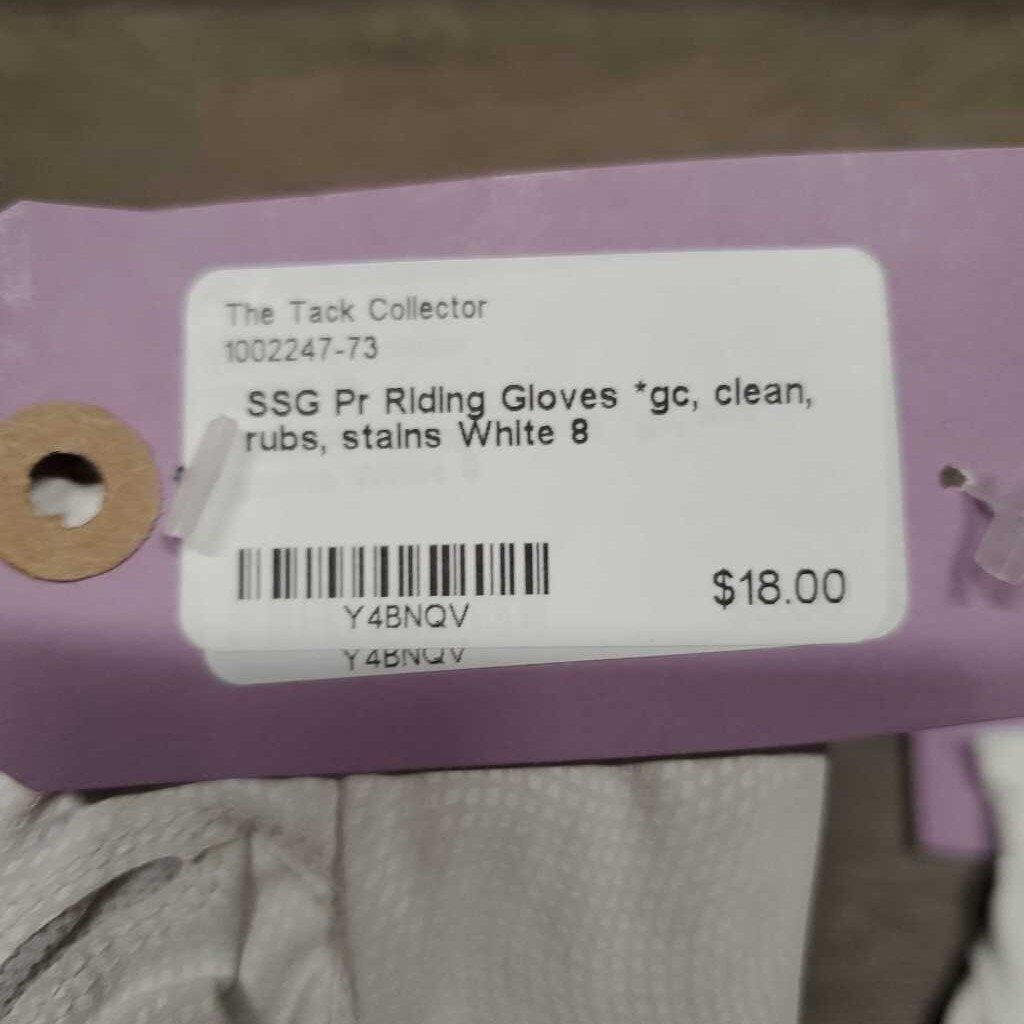 The Tack Collector
1002247-73
SSG Pr Riding Gloves *gc, clean,
rubs, stains White 8
Y4BNQV
$18.00
Y4BNQV